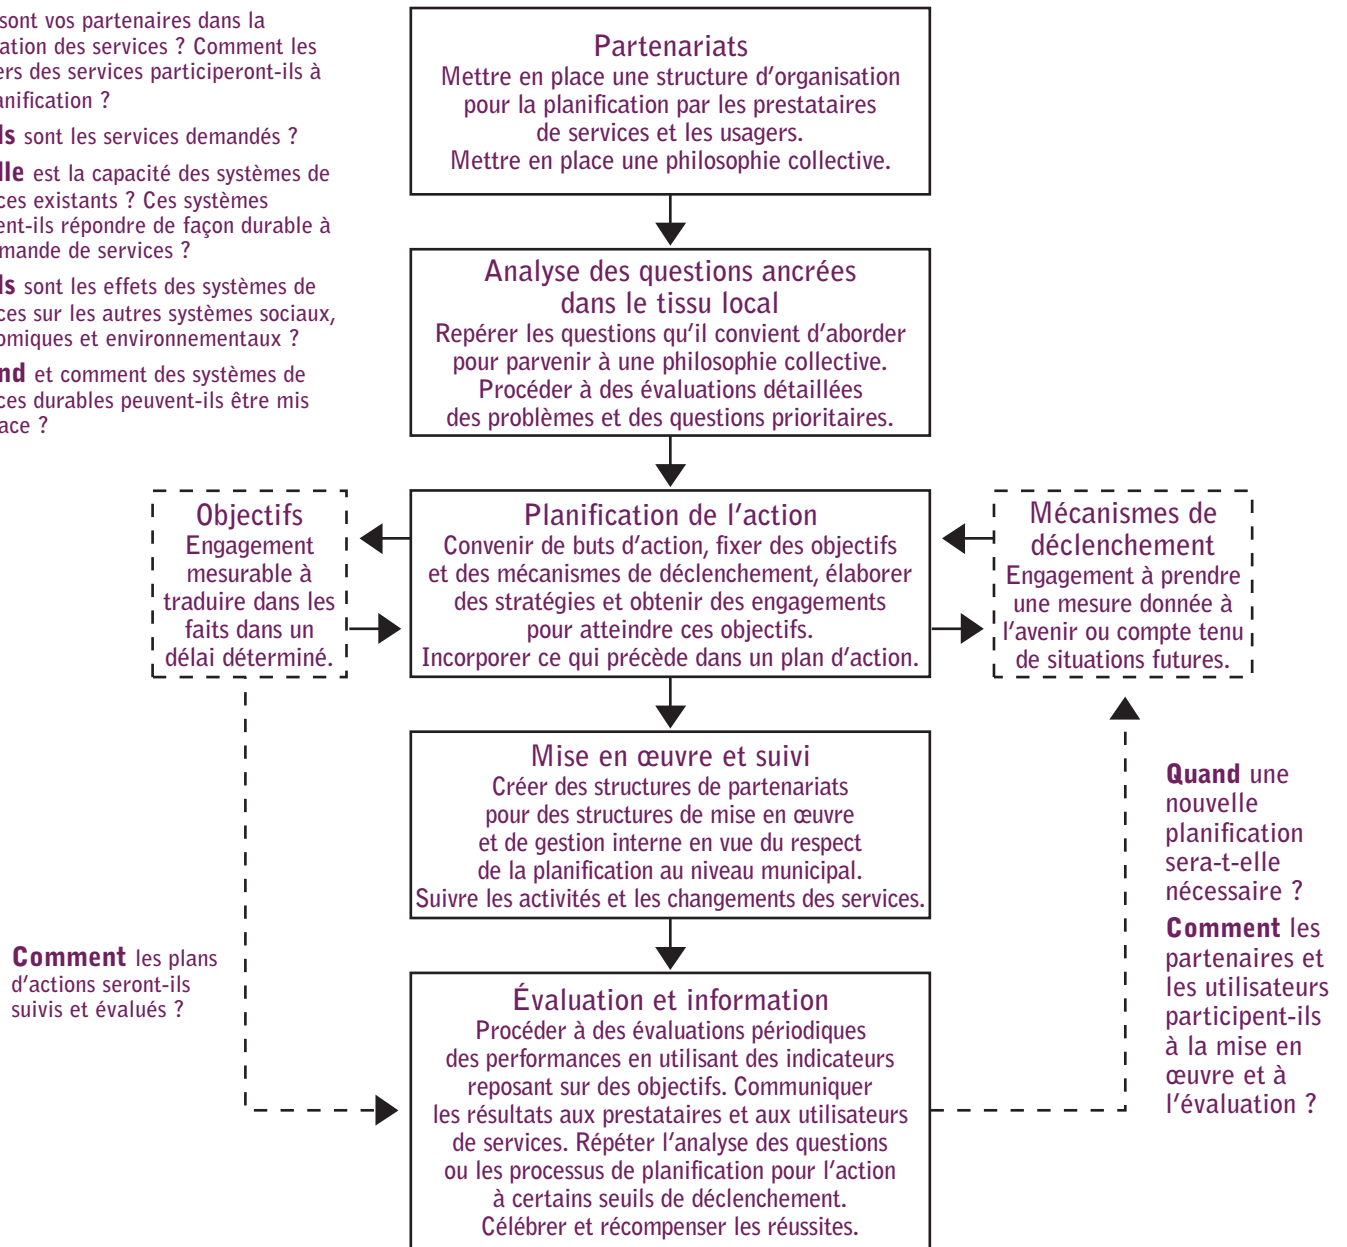 sont vos partenaires dans la
des services ? Comment les
des services participeront-ils à
?
sont les services demandés ?
est la capacité des systèmes de
existants ? Ces systèmes
répondre de façon durable à
de services ?
sont les effets des systèmes de
sur les autres systèmes sociaux,
et environnementaux ?
et comment des systèmes de
durables peuvent-ils être mis
?
Partenariats
Mettre en place une structure d’organisation
pour la planification par les prestataires
de services et les usagers.
Mettre en place une philosophie collective.
Analyse des questions ancrées
dans le tissu local
Repérer les questions qu’il convient d’aborder
pour parvenir à une philosophie collective.
Procéder à des évaluations détaillées
des problèmes et des questions prioritaires.
Objectifs
Engagement
mesurable à
traduire dans les
faits dans un
délai déterminé.
Planification de l’action
Convenir de buts d’action, fixer des objectifs
et des mécanismes de déclenchement, élaborer
des stratégies et obtenir des engagements
pour atteindre ces objectifs.
Incorporer ce qui précède dans un plan d’action.
Mécanismes de
déclenchement
Engagement à prendre
une mesure donnée à
l’avenir ou compte tenu
de situations futures.
Mise en œuvre et suivi
Créer des structures de partenariats
pour des structures de mise en œuvre
et de gestion interne en vue du respect
de la planification au niveau municipal.
Suivre les activités et les changements des services.
Quand une
nouvelle
planification
sera-t-elle
nécessaire ?
Comment les
partenaires et
les utilisateurs
participent-ils
à la mise en
œuvre et à
l’évaluation ?
Comment les plans
d’actions seront-ils
suivis et évalués ?
Évaluation et information
Procéder à des évaluations périodiques
des performances en utilisant des indicateurs
reposant sur des objectifs. Communiquer
les résultats aux prestataires et aux utilisateurs
de services. Répéter l’analyse des questions
ou les processus de planification pour l’action
à certains seuils de déclenchement.
Célébrer et récompenser les réussites.